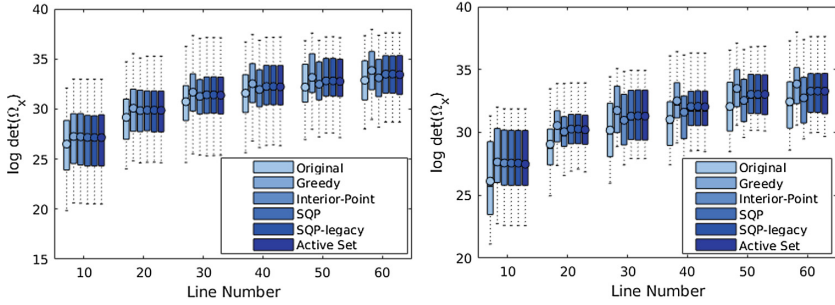 40
35
30
25
30
15
log det(Ωx)
10 20 30 40 50 60
Line Number
Original
Greedy
Interior-Point
SQP
SQP-legacy
Active Set
40
35
30
25
20
log det(Ωx)
10 20 30 40 50 60
Line Number
Original
Greedy
Interior-Point
SQP
SQP-legacy
Active Set